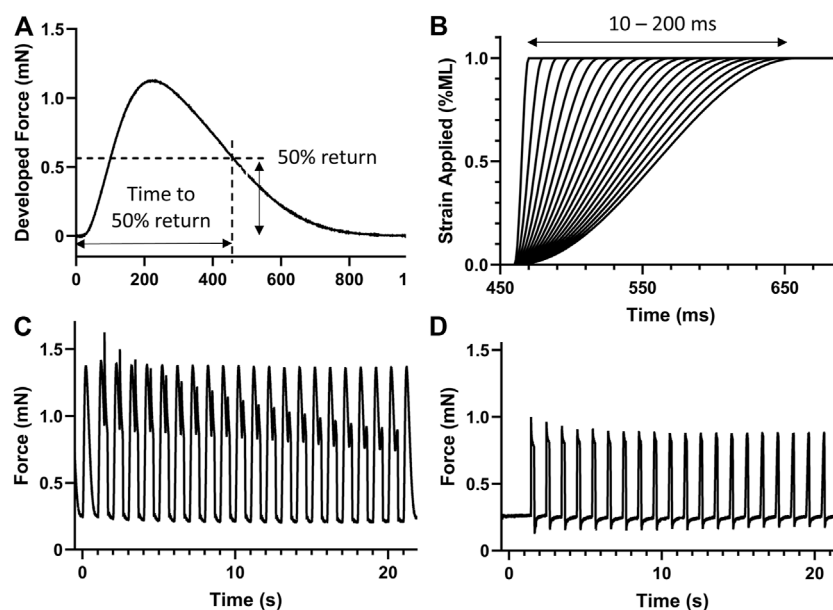 A
Developed Force (mN)
1.5
1.0
0.5
0
50% return
Time to
50% return
0 200 400 600 800 1
B
10 – 200 ms
Strain Applied (%ML)
1.0
0.5
0.0
450 550 650
Time (ms)
C
Force (mN)
1.5
1.0
0.5
0
0 10 20
Time (s)
D
Force (mN)
1.5
1.0
0.5
0
0 10 20
Time (s)